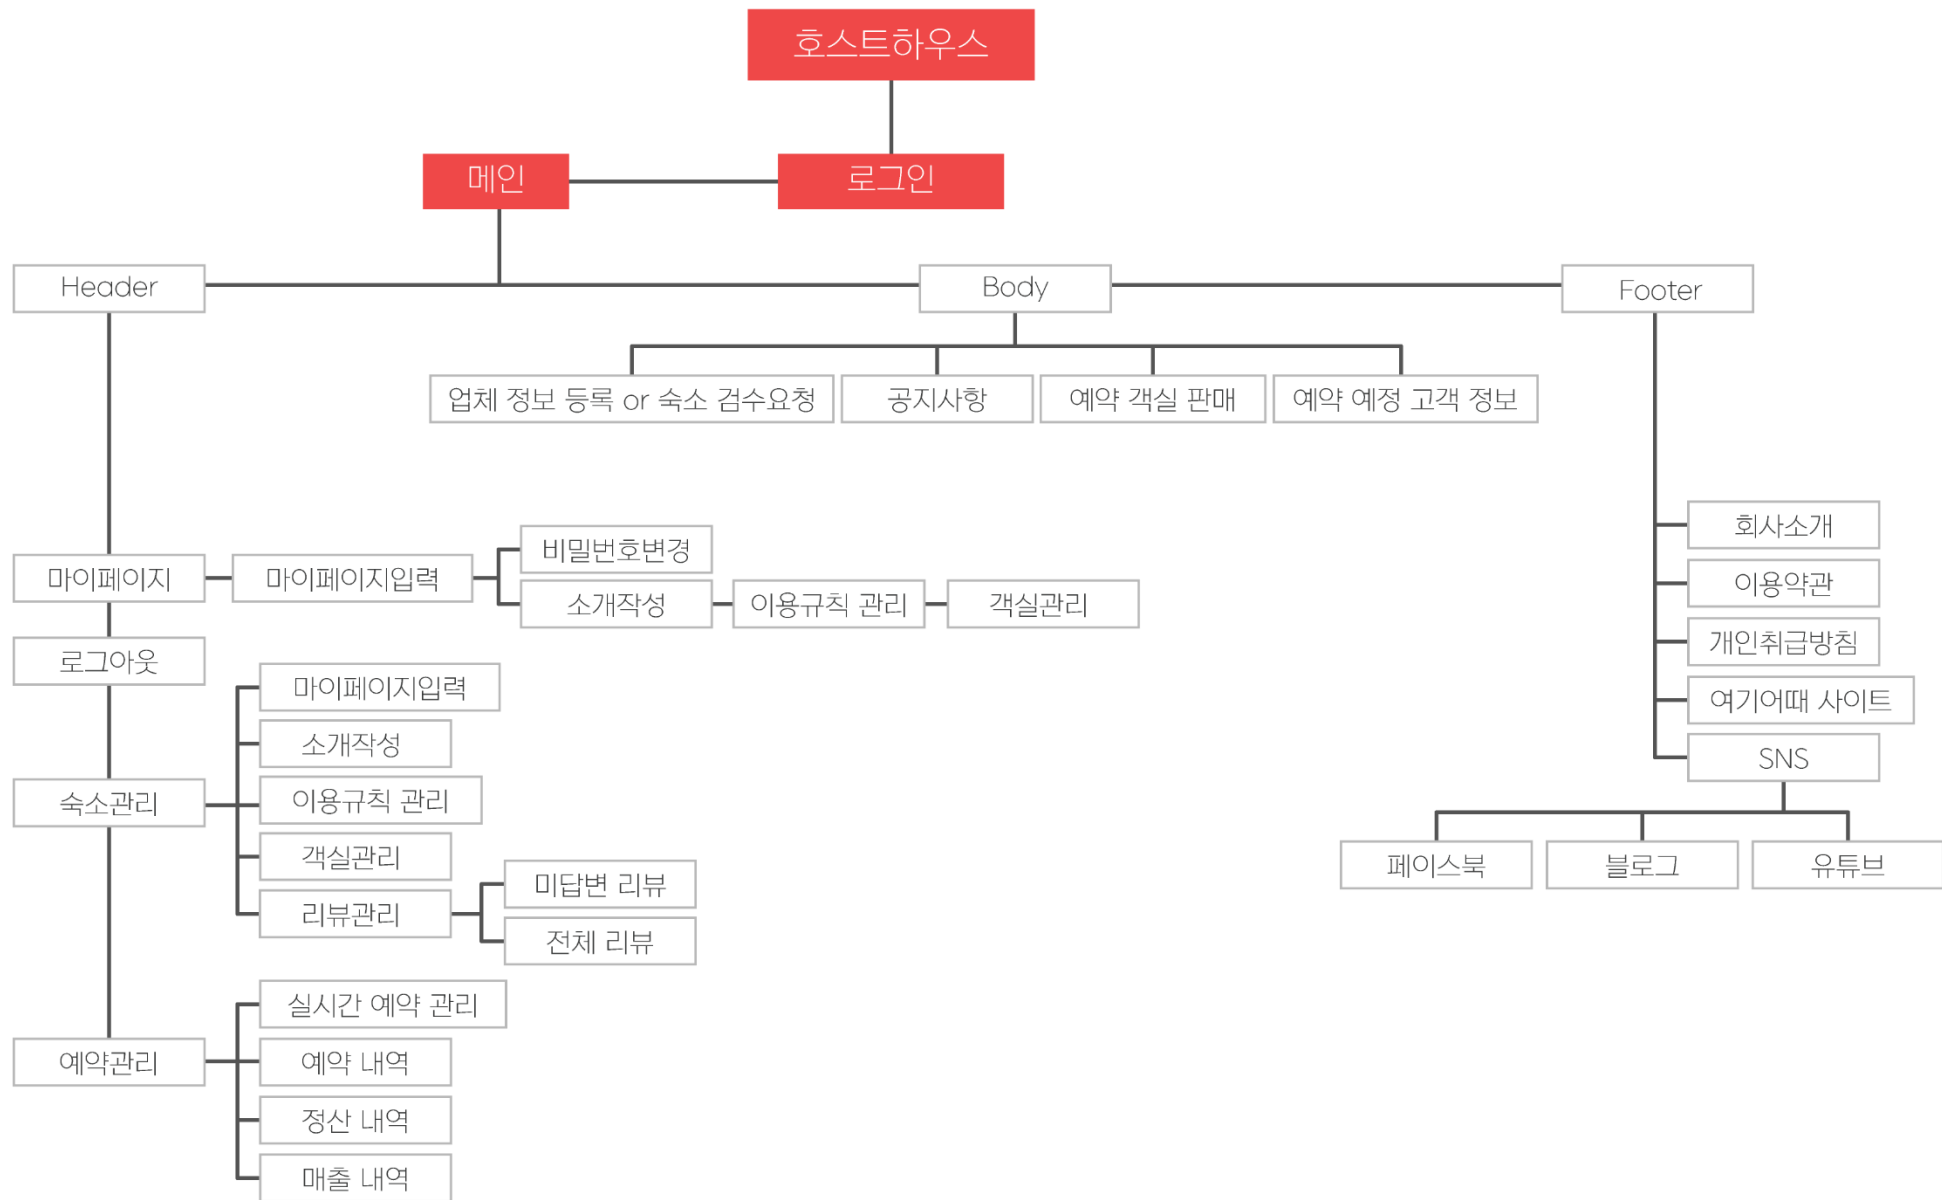 호스트하우스
메인
로그인
Header
Body
Footer
업체 정보 등록 or 숙소 검수요청
공지사항
예약 객실 판매
예약 예정 고객 정보
마이페이지
마이페이지입력
비밀번호변경
소개작성
이용규칙 관리
객실관리
로그아웃
숙소관리
마이페이지입력
소개작성
이용규칙 관리
객실관리
리뷰관리
미답변 리뷰
전체 리뷰
예약관리
실시간 예약 관리
예약 내역
정산 내역
매출 내역
회사소개
이용약관
개인취급방침
여기어때 사이트
SNS
페이스북
블로그
유튜브